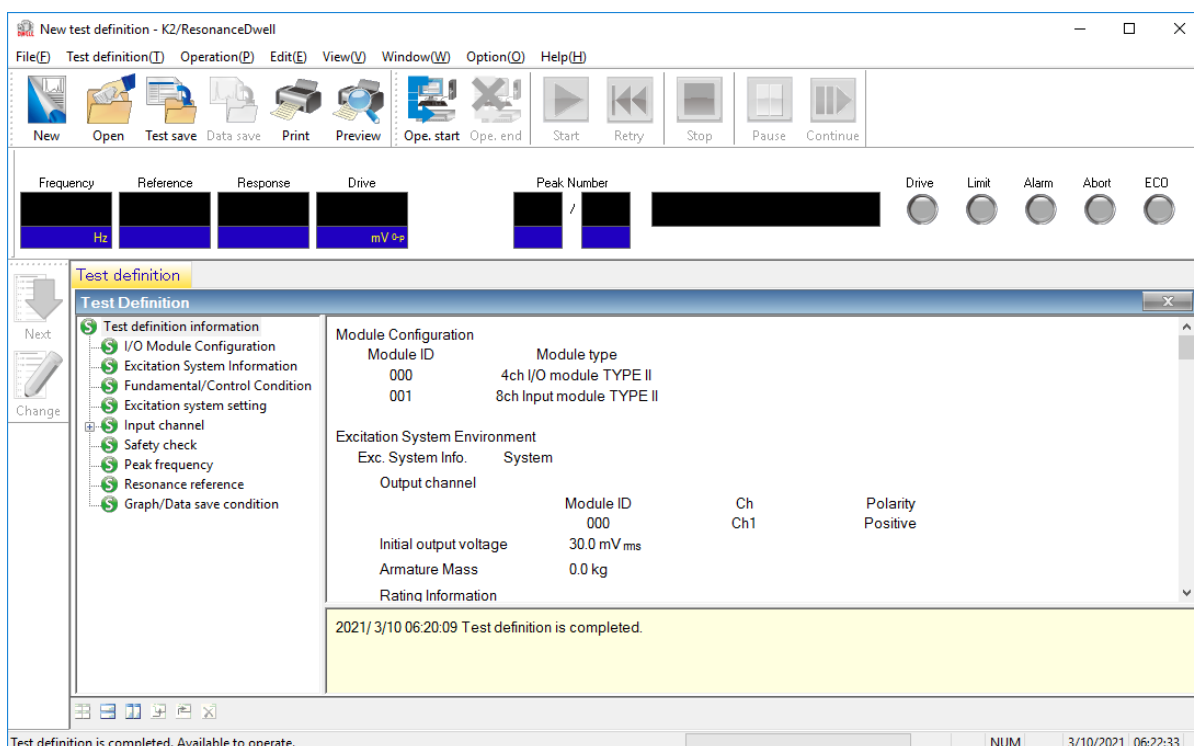 New test definition - K2/ResonanceDwell
File(F) Test definition(T) Operation(P) Edit(E) View(V) Window(W) Option(O) Help(H)
New Open Test save Data save Print Preview Ope. start Ope. end Start Retry Stop Pause Continue
Frequency Reference Response Drive Peak Number Drive Limit Alarm Abort ECO
/
Hz mV 0-p
Test definition
Test Definition
Next
Change
Test definition information
I/O Module Configuration
Excitation System Information
Fundamental/Control Condition
Excitation system setting
Input channel
Safety check
Peak frequency
Resonance reference
Graph/Data save condition
Module Configuration
Module ID Module type
000 4ch I/O module TYPE II
001 8ch Input module TYPE II
Excitation System Environment
Exc. System Info. System
Output channel
Module ID Ch Polarity
000 Ch1 Positive
Initial output voltage 30.0 mV rms
Armature Mass 0.0 kg
Rating Information
2021/ 3/10 06:20:09 Test definition is completed.
Test definition is completed. Available to operate. NUM 3/10/2021 06:22:33